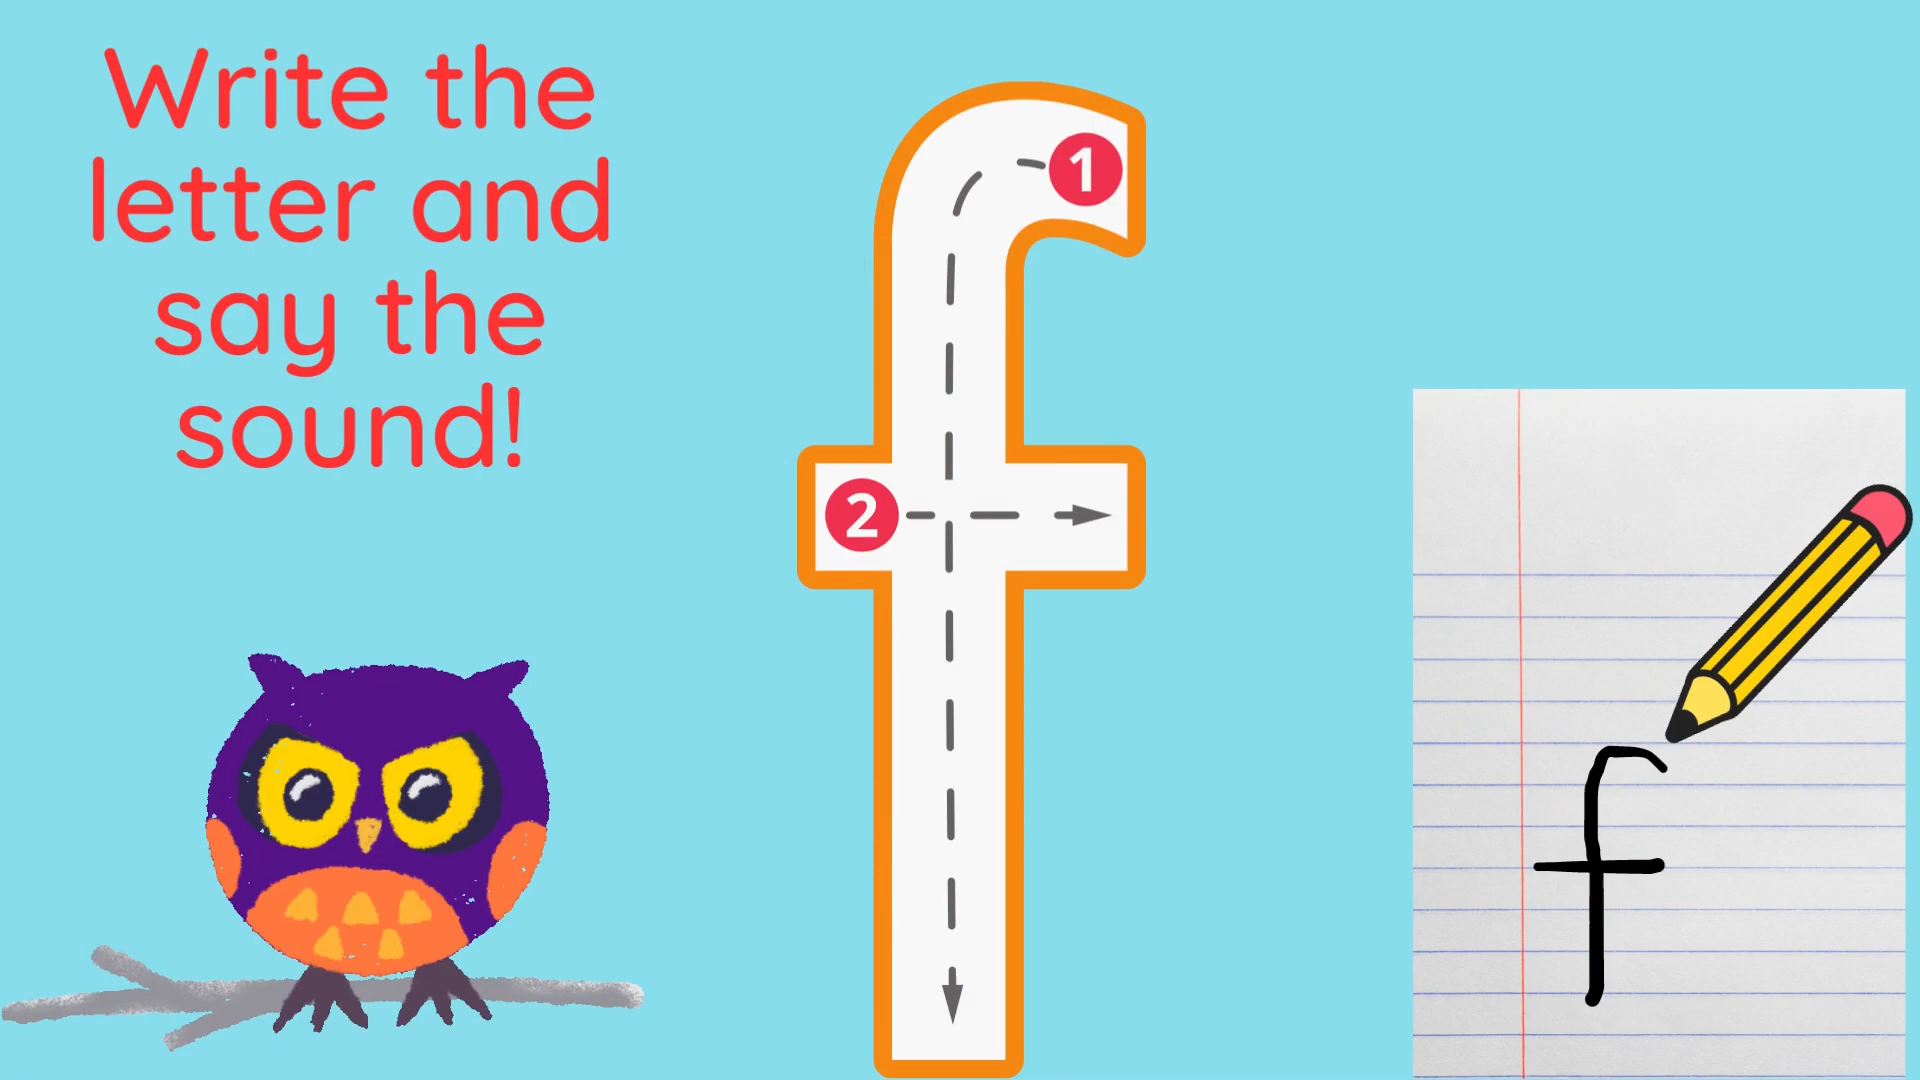 Write the
letter and
say the
sound!
f
1
2
f